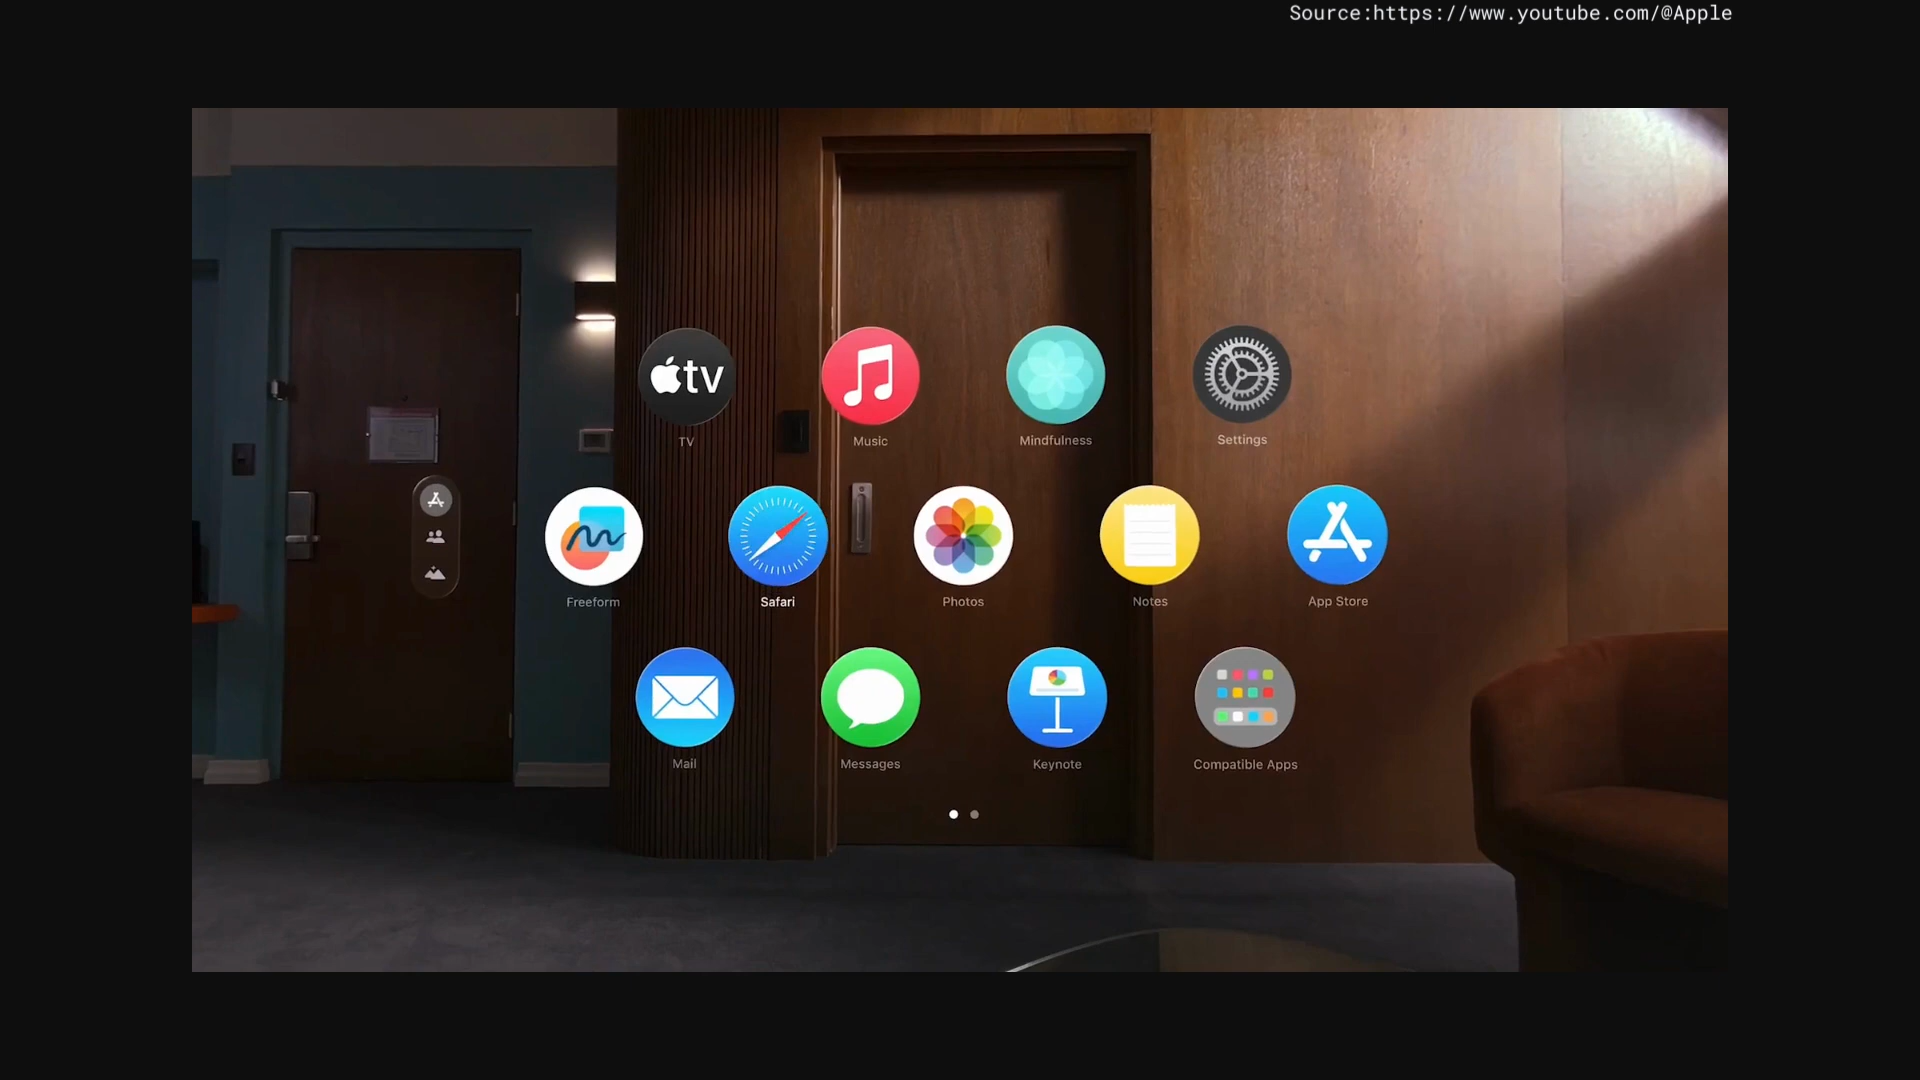 Source:https://www.youtube.com/@Apple
tv
TV
Music
Mindfulness
Settings
Freeform
Safari
Photos
Notes
App Store
Mail
Messages
Keynote
Compatible Apps